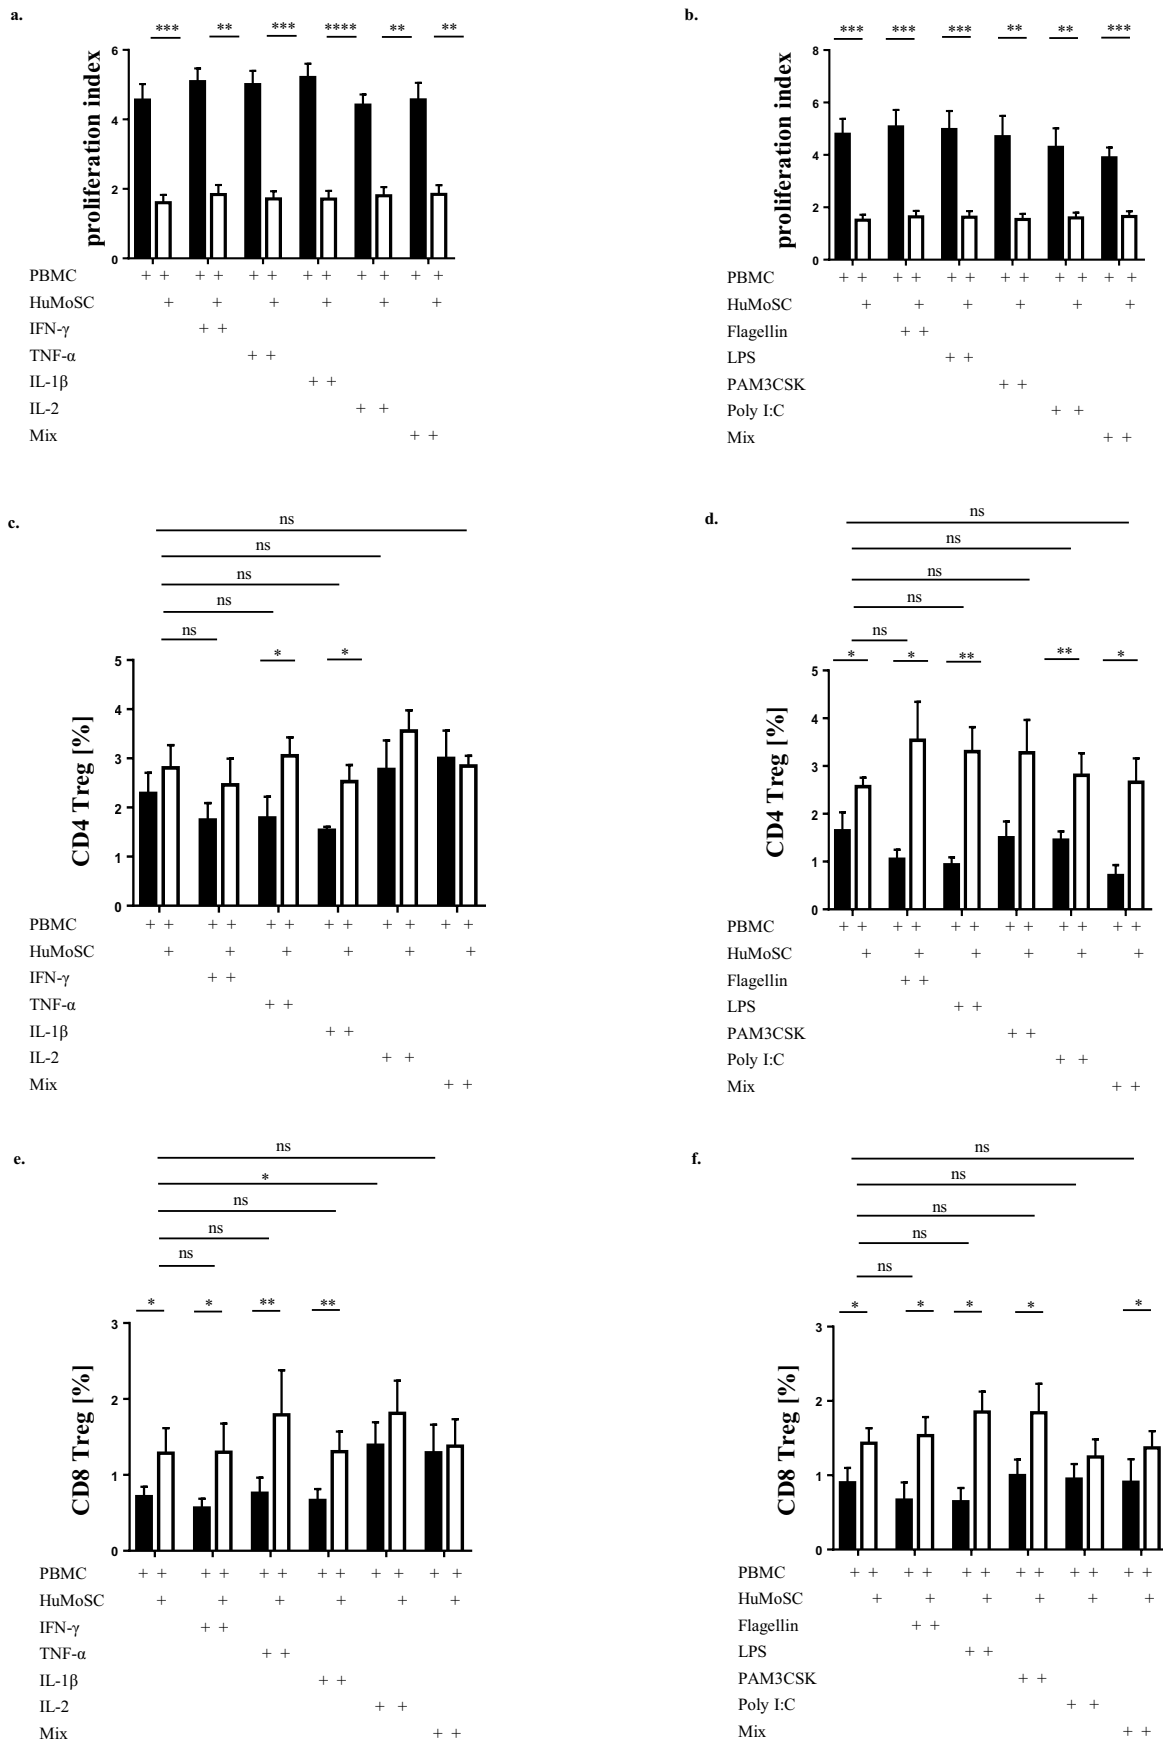 a.
*** ** *** **** ** **
proliferation index
6
4
2
0
PBMC + + + + + + + + + + + +
HuMoSC + + + + + +
IFN-γ + +
TNF-α + +
IL-1β + +
IL-2 + +
Mix + +
b.
*** *** *** ** ** ***
proliferation index
8
6
4
2
0
PBMC + + + + + + + + + + + +
HuMoSC + + + + + +
Flagellin + +
LPS + +
PAM3CSK + +
Poly I:C + +
Mix + +
c.
ns
ns
ns
ns
ns
* *
CD4 Treg [%]
5
4
3
2
1
0
PBMC + + + + + + + + + + + +
HuMoSC + + + + + +
IFN-γ + +
TNF-α + +
IL-1β + +
IL-2 + +
Mix + +
d.
ns
ns
ns
ns
ns
* * ** ** *
CD4 Treg [%]
5
4
3
2
1
0
PBMC + + + + + + + + + + + +
HuMoSC + + + + + +
Flagellin + +
LPS + +
PAM3CSK + +
Poly I:C + +
Mix + +
e.
ns
*
ns
ns
ns
* * ** **
CD8 Treg [%]
3
2
1
0
PBMC + + + + + + + + + + + +
HuMoSC + + + + + +
IFN-γ + +
TNF-α + +
IL-1β + +
IL-2 + +
Mix + +
f.
ns
ns
ns
ns
ns
* * * * *
CD8 Treg [%]
3
2
1
0
PBMC + + + + + + + + + + + +
HuMoSC + + + + + +
Flagellin + +
LPS + +
PAM3CSK + +
Poly I:C + +
Mix + +